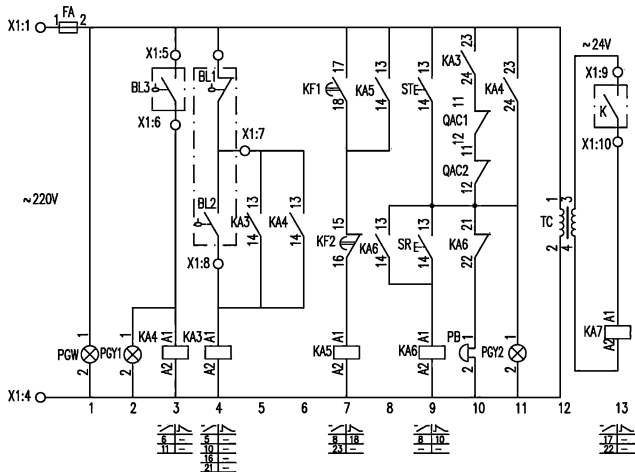 X1:1 1 FA 2
X1:5
BL3
X1:6
BL1
X1:7
BL2
X1:8
KA3 13 14
KA4 13 14
KF1 17 18
KA5 13 14
STE 13 14
KA3 23 24
QAC1 11 12
QAC2 11 12
KA4 23 24
KF2 15 16
KA6 13 14
SRE 13 14
KA6 21 22
~220V
TC 1 2 3 4
~24V
X1:9
K
X1:10
PGW 1 2
PGY1 1 2
KA4 A1 A2
KA3 A1 A2
KA5 A1 A2
KA6 A1 A2
PB 1 2
PGY2 1 2
KA7 A1 A2
X1:4
1 2 3 4 5 6 7 8 9 10 11 12 13
6 – 5 – 8 18 8 10 17 –
11 – 10 – 23 – 22 –
16 –
21 –